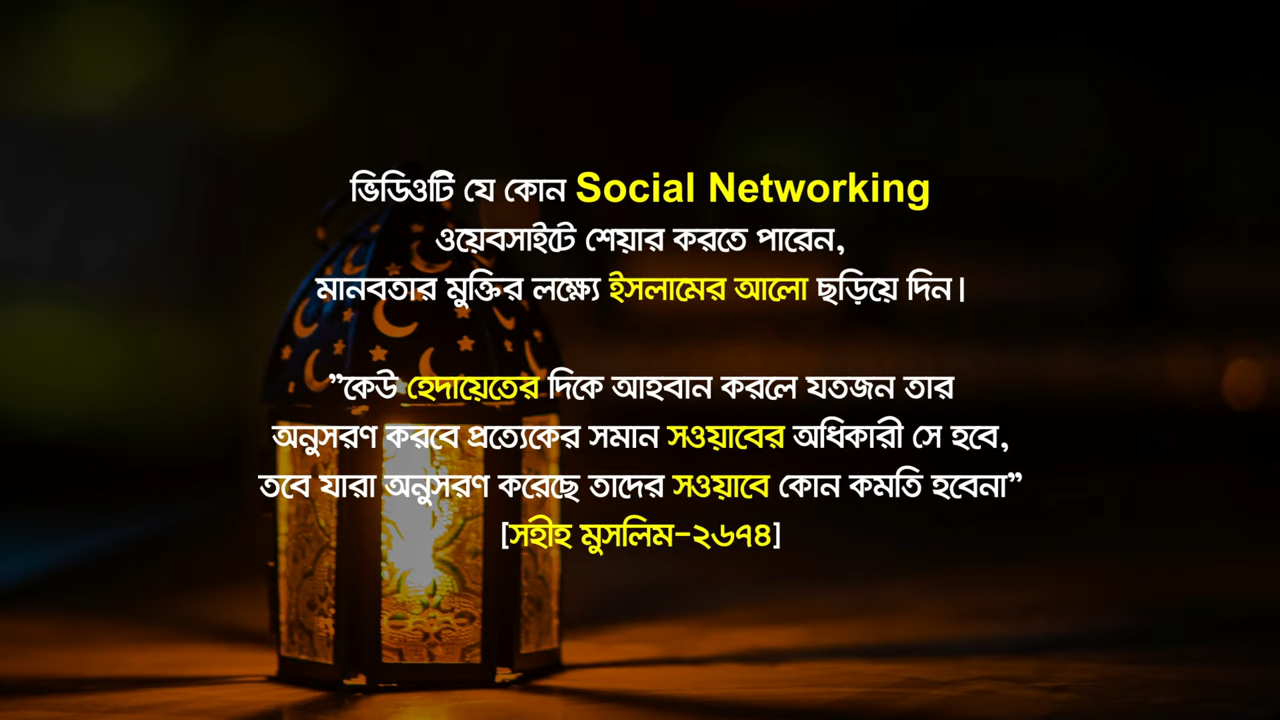 ভিডিওটি যে কোন Social Networking
ওয়েবসাইটে শেয়ার করতে পারেন,
মানবতার মুক্তির লক্ষ্যে ইসলামের আলো ছড়িয়ে দিন।
”কেউ হেদায়েতের দিকে আহবান করলে যতজন তার
অনুসরণ করবে প্রত্যেকের সমান সওয়াবের অধিকারী সে হবে,
তবে যারা অনুসরণ করেছে তাদের সওয়াবে কোন কমতি হবেনা”
[সহীহ মুসলিম-২৬৭৪]